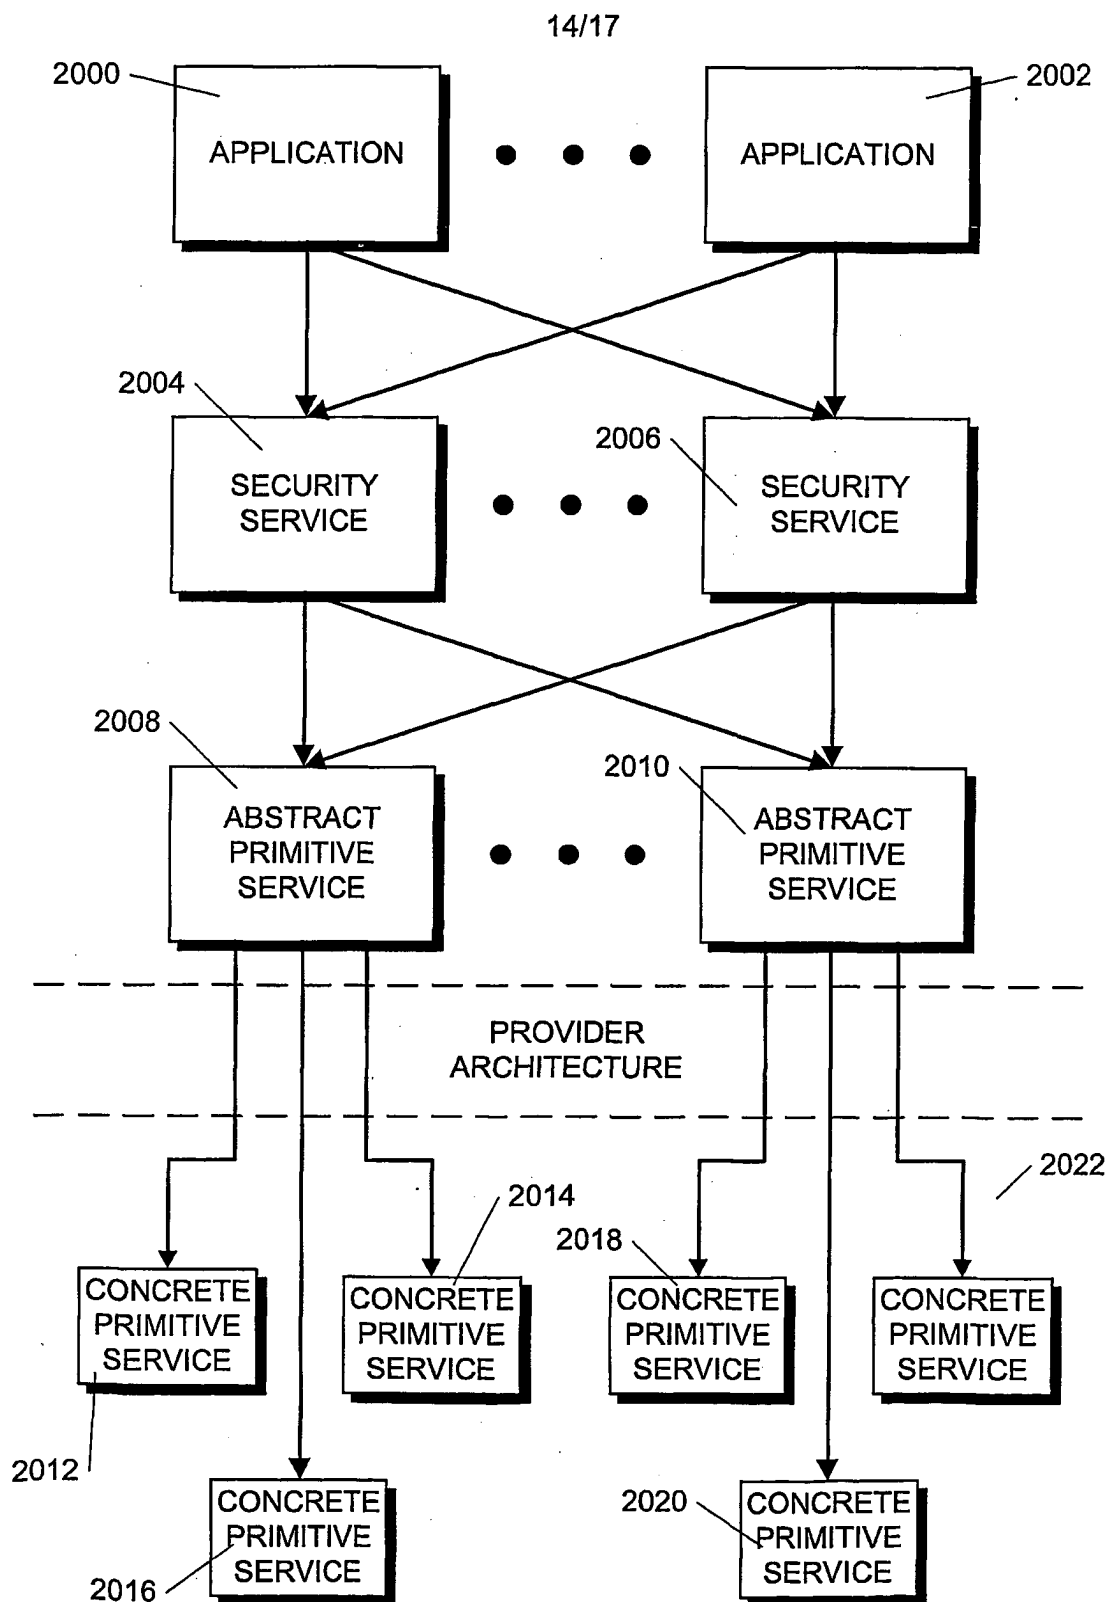 14/17
2000
2002
APPLICATION
APPLICATION
2004
2006
SECURITY
SERVICE
SECURITY
SERVICE
2008
2010
ABSTRACT
PRIMITIVE
SERVICE
ABSTRACT
PRIMITIVE
SERVICE
PROVIDER
ARCHITECTURE
2014
2018
2022
CONCRETE
PRIMITIVE
SERVICE
CONCRETE
PRIMITIVE
SERVICE
CONCRETE
PRIMITIVE
SERVICE
CONCRETE
PRIMITIVE
SERVICE
2012
2016
CONCRETE
PRIMITIVE
SERVICE
2020
CONCRETE
PRIMITIVE
SERVICE